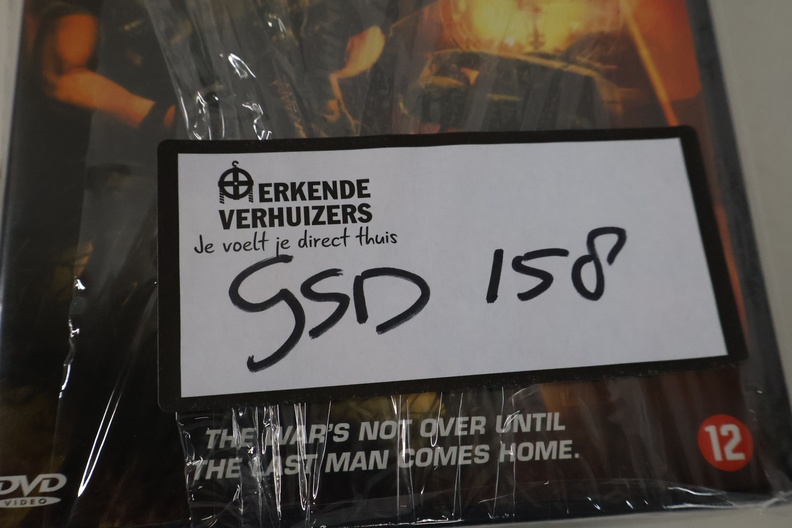 ERKENDE
VERHUIZERS
Je voelt je direct thuis
GSD 158
THE WAR'S NOT OVER UNTIL
THE LAST MAN COMES HOME.
12
DVD
VIDEO